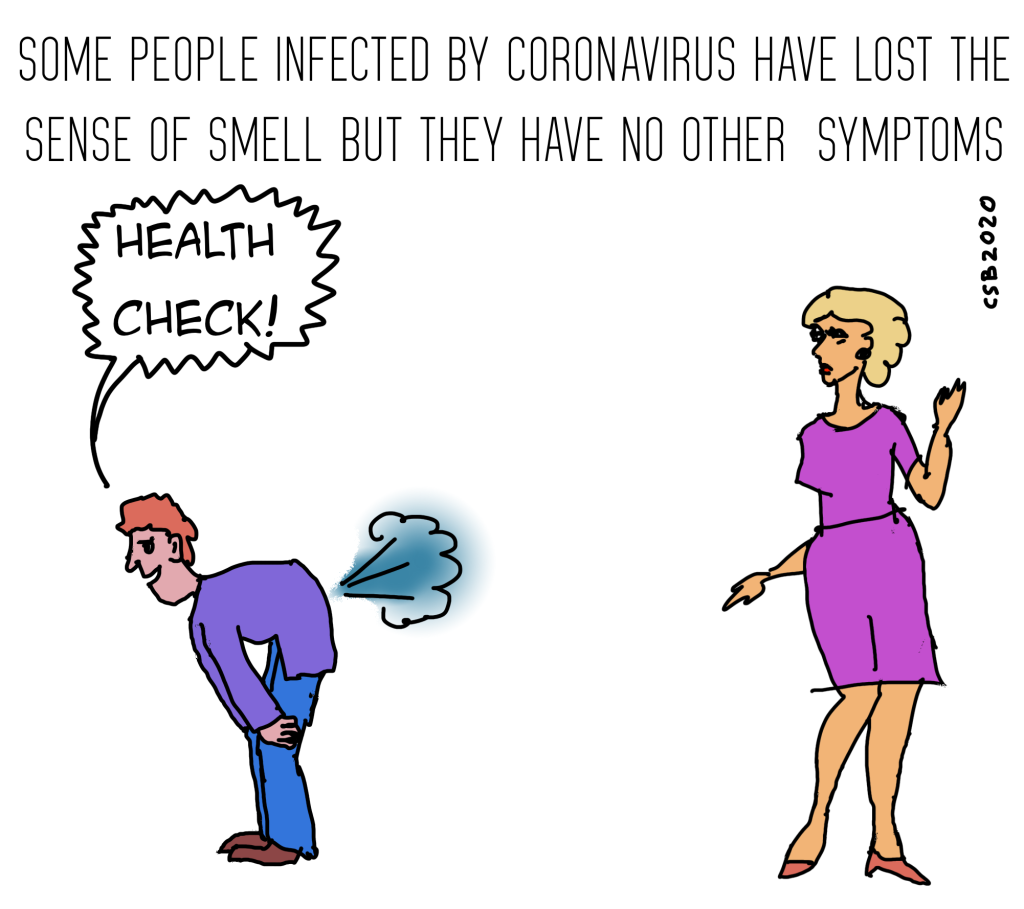 SOME PEOPLE INFECTED BY CORONAVIRUS HAVE LOST THE
SENSE OF SMELL BUT THEY HAVE NO OTHER SYMPTOMS
HEALTH
CHECK!
CSB2020